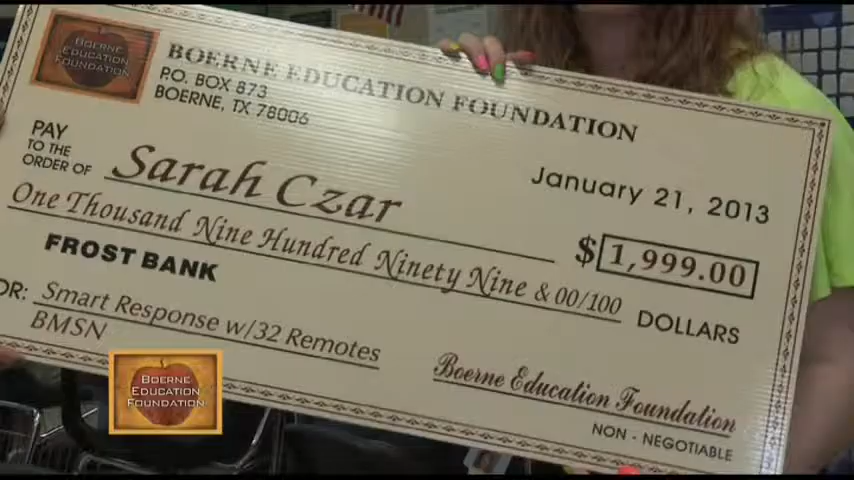 BOERNE
EDUCATION
FOUNDATION
BOERNE EDUCATION FOUNDATION
P.O. BOX 873
BOERNE, TX 78006
January 21, 2013
PAY
TO THE
ORDER OF
Sarah Czar
$ 1,999.00
One Thousand Nine Hundred Ninety Nine & 00/100 DOLLARS
FROST BANK
OR: Smart Response w/32 Remotes
BMSN
Boerne Education Foundation
NON - NEGOTIABLE
BOERNE
EDUCATION
FOUNDATION